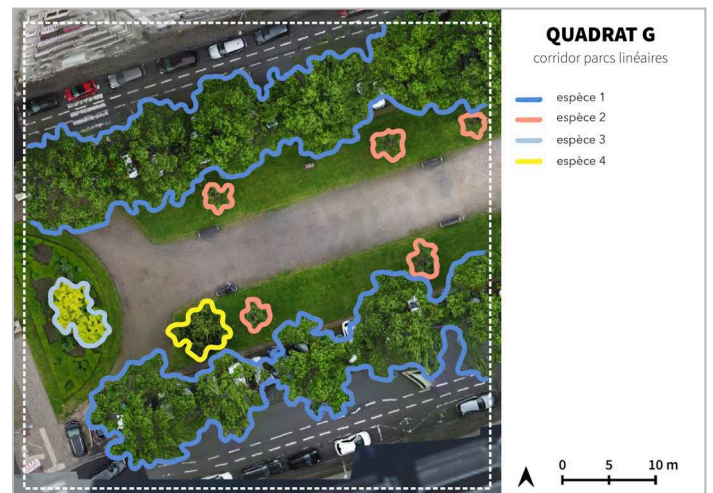 QUADRAT G
corridor parcs linéaires
espèce 1
espèce 2
espèce 3
espèce 4
0 5 10 m